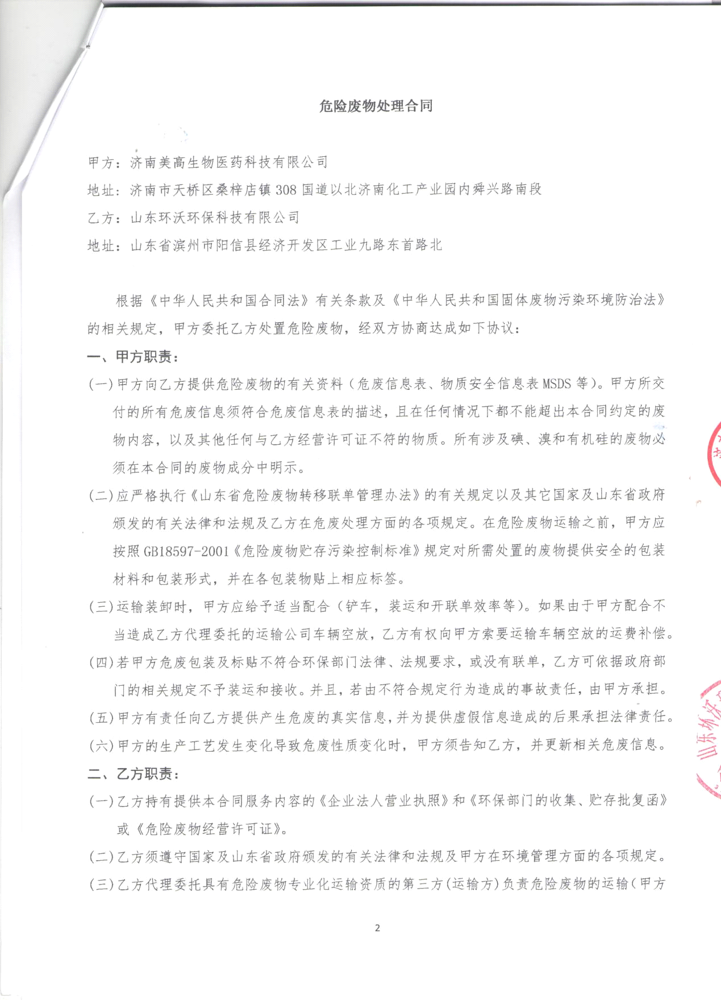 危险废物处理合同
甲方：济南美高生物医药科技有限公司
地址：济南市天桥区桑梓店镇 308 国道以北济南化工产业园内舜兴路南段
乙方：山东环沃环保科技有限公司
地址：山东省滨州市阳信县经济开发区工业九路东首路北
根据《中华人民共和国合同法》有关条款及《中华人民共和国固体废物污染环境防治法》
的相关规定，甲方委托乙方处置危险废物，经双方协商达成如下协议：
一、甲方职责：
(一)甲方向乙方提供危险废物的有关资料（危废信息表、物质安全信息表 MSDS 等）。甲方所交
付的所有危废信息须符合危废信息表的描述，且在任何情况下都不能超出本合同约定的废
物内容，以及其他任何与乙方经营许可证不符的物质。所有涉及碘、溴和有机硅的废物必
须在本合同的废物成分中明示。
(二)应严格执行《山东省危险废物转移联单管理办法》的有关规定以及其它国家及山东省政府
颁发的有关法律和法规及乙方在危废处理方面的各项规定。在危险废物运输之前，甲方应
按照 GB18597-2001《危险废物贮存污染控制标准》规定对所需处置的废物提供安全的包装
材料和包装形式，并在各包装物贴上相应标签。
(三)运输装卸时，甲方应给予适当配合（铲车，装运和开联单效率等）。如果由于甲方配合不
当造成乙方代理委托的运输公司车辆空放，乙方有权向甲方索要运输车辆空放的运费补偿。
(四)若甲方危废包装及标贴不符合环保部门法律、法规要求，或没有联单，乙方可依据政府部
门的相关规定不予装运和接收。并且，若由不符合规定行为造成的事故责任，由甲方承担。
(五)甲方有责任向乙方提供产生危废的真实信息，并为提供虚假信息造成的后果承担法律责任。
(六)甲方的生产工艺发生变化导致危废性质变化时，甲方须告知乙方，并更新相关危废信息。
二、乙方职责：
(一)乙方持有提供本合同服务内容的《企业法人营业执照》和《环保部门的收集、贮存批复函》
或《危险废物经营许可证》。
(二)乙方须遵守国家及山东省政府颁发的有关法律和法规及甲方在环境管理方面的各项规定。
(三)乙方代理委托具有危险废物专业化运输资质的第三方(运输方)负责危险废物的运输（甲方
2
山东环沃